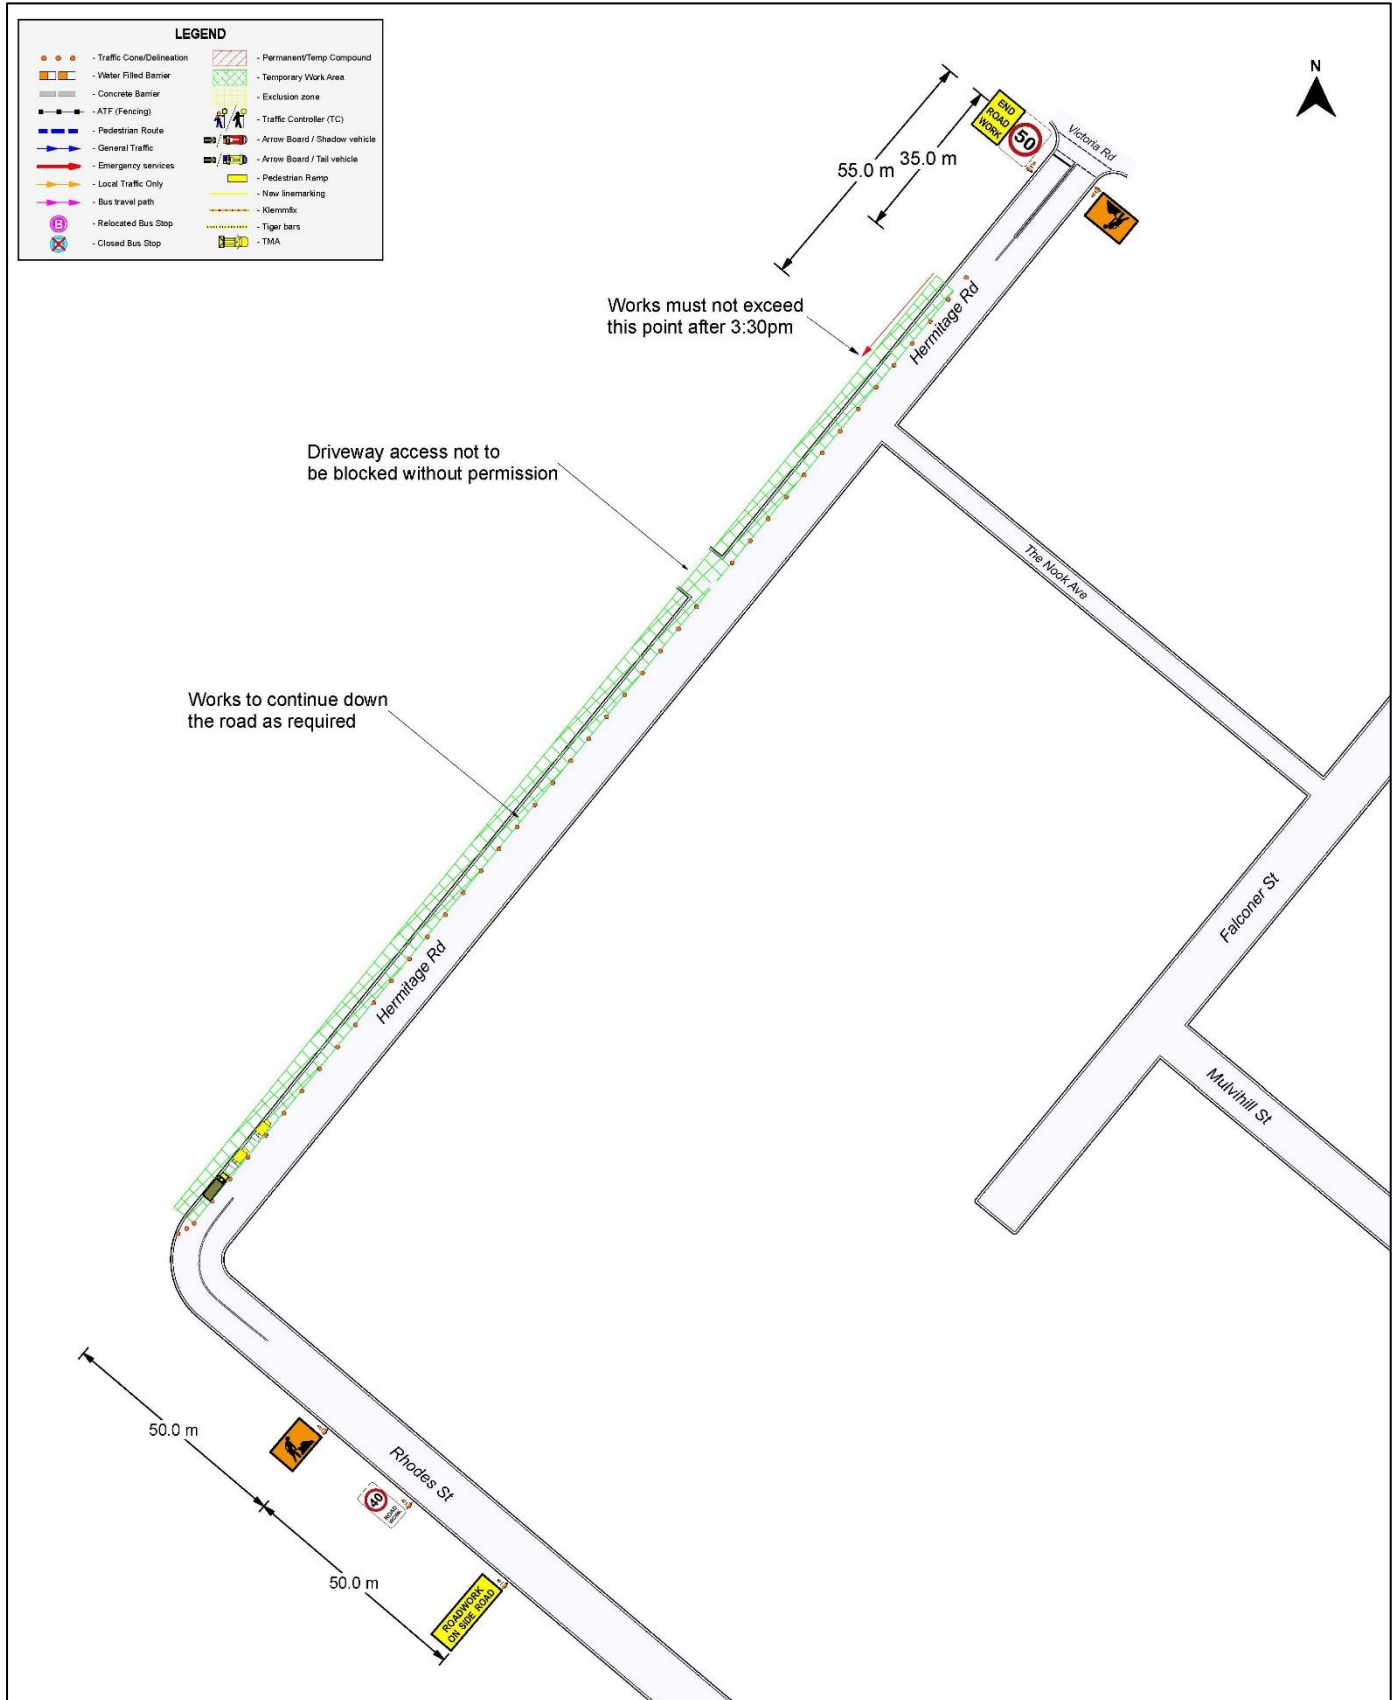 LEGEND
- Traffic Cone/Delineation
- Water Filled Barrier
- Concrete Barrier
- ATF (Fencing)
- Pedestrian Route
- General Traffic
- Emergency services
- Local Traffic Only
- Bus travel path
B
- Relocated Bus Stop
- Closed Bus Stop
- Permanent/Temp Compound
- Temporary Work Area
- Exclusion zone
- Traffic Controller (TC)
- Arrow Board / Shadow vehicle
- Arrow Board / Tail vehicle
- Pedestrian Ramp
- New linemarking
- Klemmfix
- Tiger bars
- TMA
N
END
ROAD
WORK
50
Victoria Rd
55.0 m
35.0 m
Works must not exceed
this point after 3:30pm
Hermitage Rd
Driveway access not to
be blocked without permission
The Nook Ave
Works to continue down
the road as required
Falconer St
Hermitage Rd
Mulvihill St
50.0 m
Rhodes St
40
ROAD
WORK
50.0 m
ROADWORK
ON SIDE ROAD